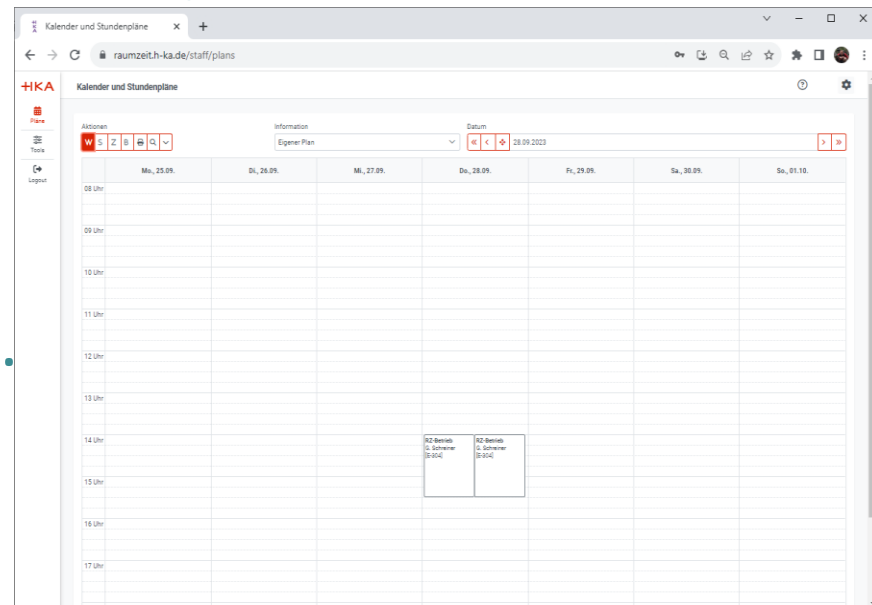 Kalender und Stundenpläne
raumzeit.h-ka.de/staff/plans
HKA
Kalender und Stundenpläne
Pläne
Tools
Logout
Aktionen
Information
Datum
W S Z B
Eigener Plan
28.09.2023
Mo., 25.09.
Di., 26.09.
Mi., 27.09.
Do., 28.09.
Fr., 29.09.
Sa., 30.09.
So., 01.10.
08 Uhr
09 Uhr
10 Uhr
11 Uhr
12 Uhr
13 Uhr
14 Uhr
RZ-Betrieb
G. Schreiner
[E-304]
RZ-Betrieb
G. Schreiner
[E-304]
15 Uhr
16 Uhr
17 Uhr